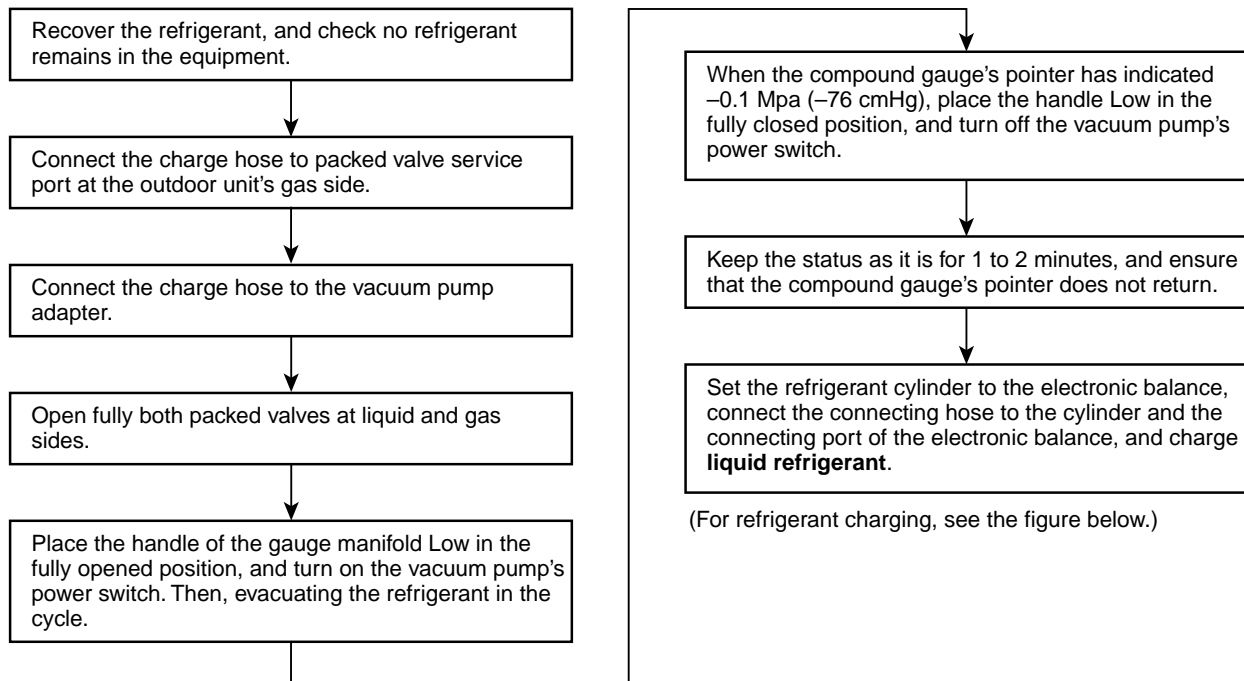 Recover the refrigerant, and check no refrigerant
remains in the equipment.
Connect the charge hose to packed valve service
port at the outdoor unit's gas side.
Connect the charge hose to the vacuum pump
adapter.
Open fully both packed valves at liquid and gas
sides.
Place the handle of the gauge manifold Low in the
fully opened position, and turn on the vacuum pump's
power switch. Then, evacuating the refrigerant in the
cycle.
When the compound gauge's pointer has indicated
–0.1 Mpa (–76 cmHg), place the handle Low in the
fully closed position, and turn off the vacuum pump's
power switch.
Keep the status as it is for 1 to 2 minutes, and ensure
that the compound gauge's pointer does not return.
Set the refrigerant cylinder to the electronic balance,
connect the connecting hose to the cylinder and the
connecting port of the electronic balance, and charge
liquid refrigerant.
(For refrigerant charging, see the figure below.)